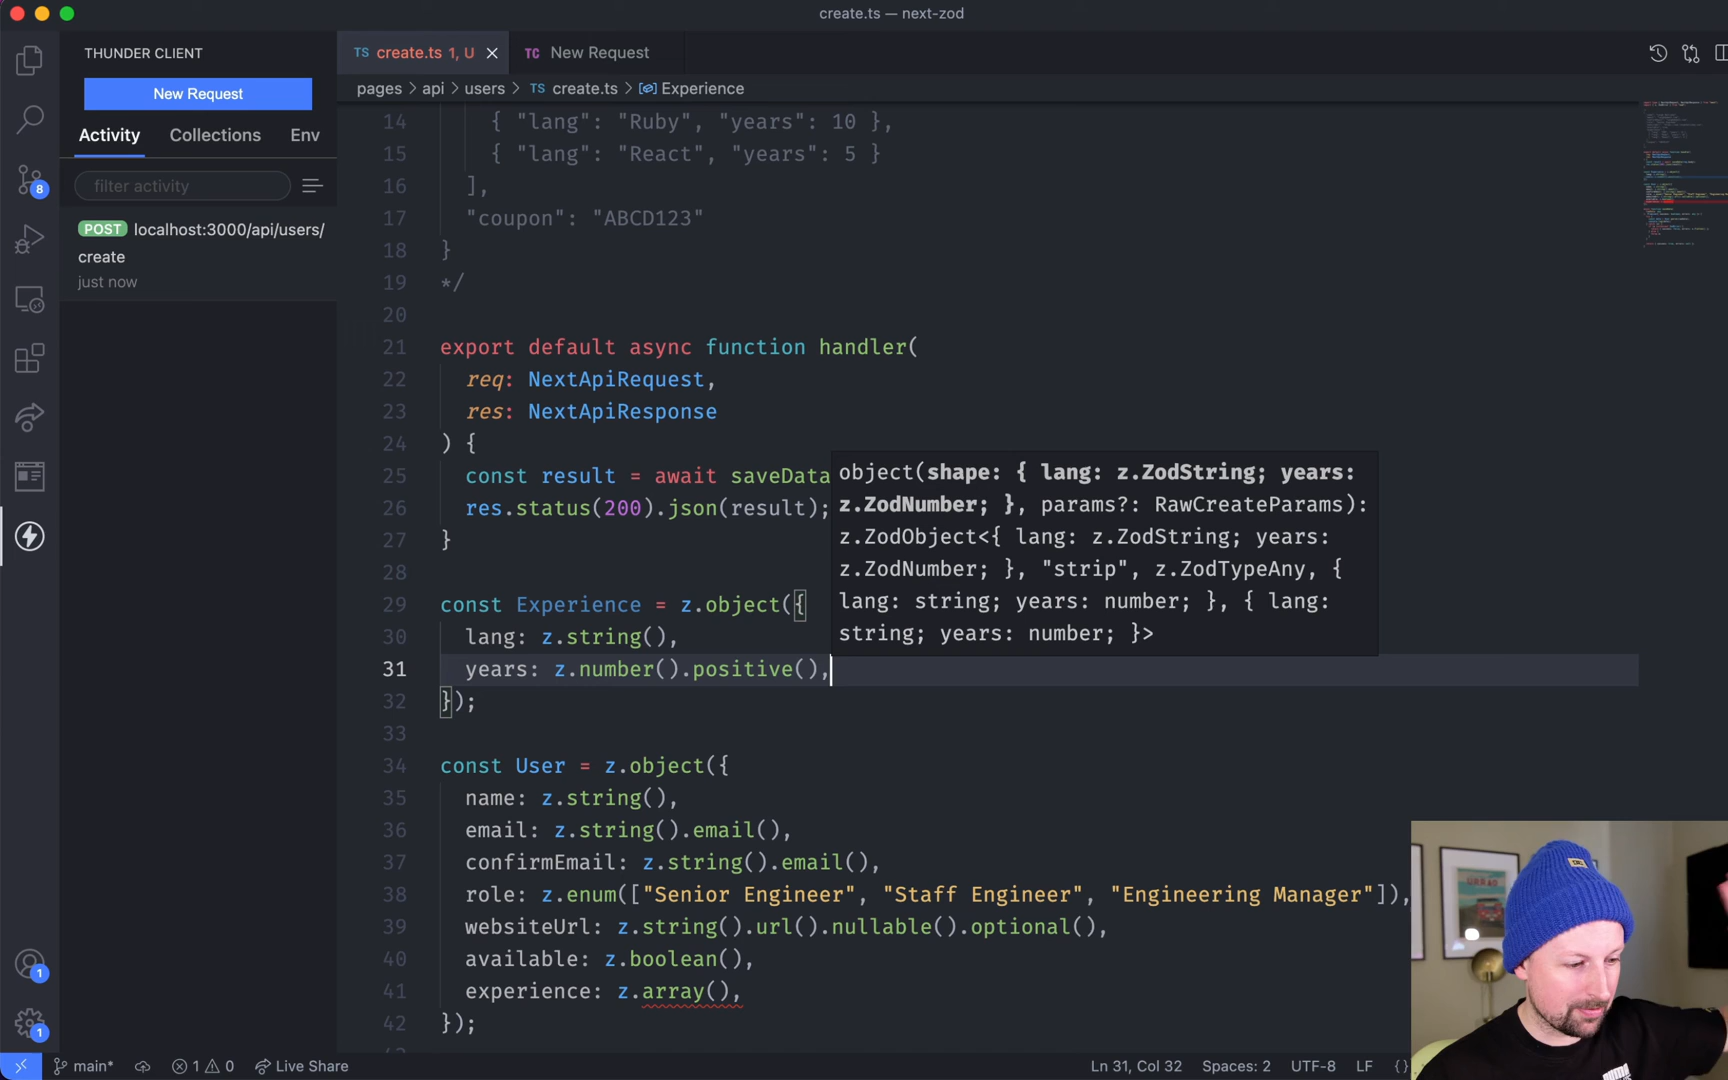 create.ts — next-zod
THUNDER CLIENT
New Request
Activity Collections Env
filter activity
POST localhost:3000/api/users/
create
just now
8
1
1
TS create.ts 1, U
TC New Request
pages > api > users > TS create.ts > Experience
14 { "lang": "Ruby", "years": 10 },
15 { "lang": "React", "years": 5 }
16 ],
17 "coupon": "ABCD123"
18 }
19 */
20
21 export default async function handler(
22 req: NextApiRequest,
23 res: NextApiResponse
24 ) {
25 const result = await saveData
26 res.status(200).json(result);
27 }
28
29 const Experience = z.object({
30 lang: z.string(),
31 years: z.number().positive(),
32 });
33
34 const User = z.object({
35 name: z.string(),
36 email: z.string().email(),
37 confirmEmail: z.string().email(),
38 role: z.enum(["Senior Engineer", "Staff Engineer", "Engineering Manager"]),
39 websiteUrl: z.string().url().nullable().optional(),
40 available: z.boolean(),
41 experience: z.array(),
42 });
object(shape: { lang: z.ZodString; years:
z.ZodNumber; }, params?: RawCreateParams):
z.ZodObject<{ lang: z.ZodString; years:
z.ZodNumber; }, "strip", z.ZodTypeAny, {
lang: string; years: number; }, { lang:
string; years: number; }>
main* 1 0 Live Share
Ln 31, Col 32 Spaces: 2 UTF-8 LF {}